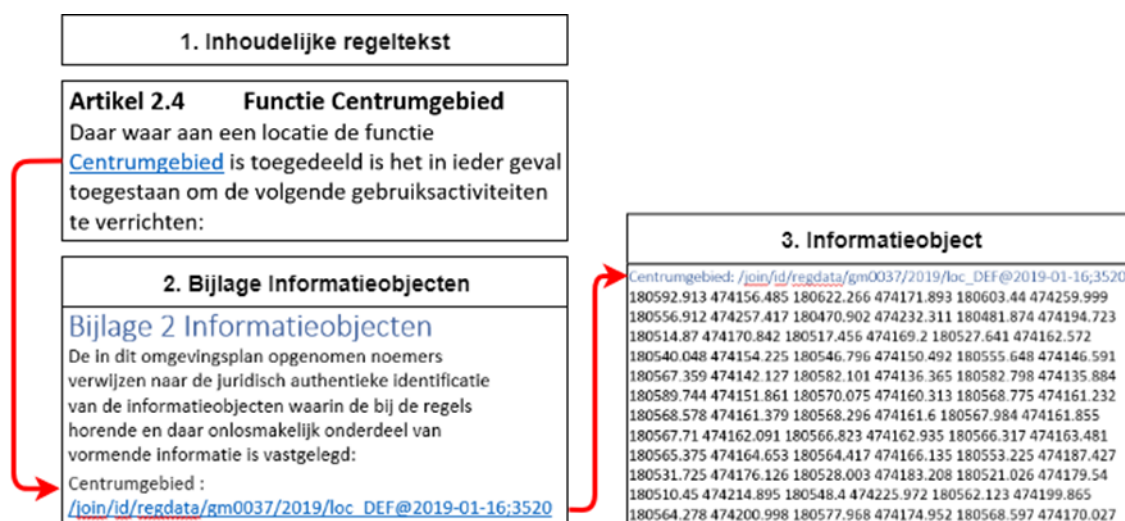 1. Inhoudelijke regeltekst
Artikel 2.4 Functie Centrumgebied
Daar waar aan een locatie de functie
Centrumgebied is toegedeeld is het in ieder geval
toegestaan om de volgende gebruiksactiviteiten
te verrichten:
2. Bijlage Informatieobjecten
Bijlage 2 Informatieobjecten
De in dit omgevingsplan opgenomen noemers
verwijzen naar de juridisch authentieke identificatie
van de informatieobjecten waarin de bij de regels
horende en daar onlosmakelijk onderdeel van
vormende informatie is vastgelegd:
Centrumgebied :
/join/id/regdata/gm0037/2019/loc_DEF@2019-01-16;3520
3. Informatieobject
Centrumgebied: /join/id/regdata/gm0037/2019/loc_DEF@2019-01-16;3520
180592.913 474156.485 180622.266 474171.893 180603.44 474259.999
180556.912 474257.417 180470.902 474232.311 180481.874 474194.723
180514.87 474170.842 180517.456 474169.2 180527.641 474162.572
180540.048 474154.225 180546.796 474150.492 180555.648 474146.591
180567.359 474142.127 180582.101 474136.365 180582.798 474135.884
180589.744 474151.861 180570.075 474160.313 180568.775 474161.232
180568.578 474161.379 180568.296 474161.6 180567.984 474161.855
180567.71 474162.091 180566.823 474162.935 180566.317 474163.481
180565.375 474164.653 180564.417 474166.135 180553.225 474187.427
180531.725 474176.126 180528.003 474183.208 180521.026 474179.54
180510.45 474214.895 180548.4 474225.972 180562.123 474199.865
180564.278 474200.998 180577.968 474174.952 180568.597 474170.027